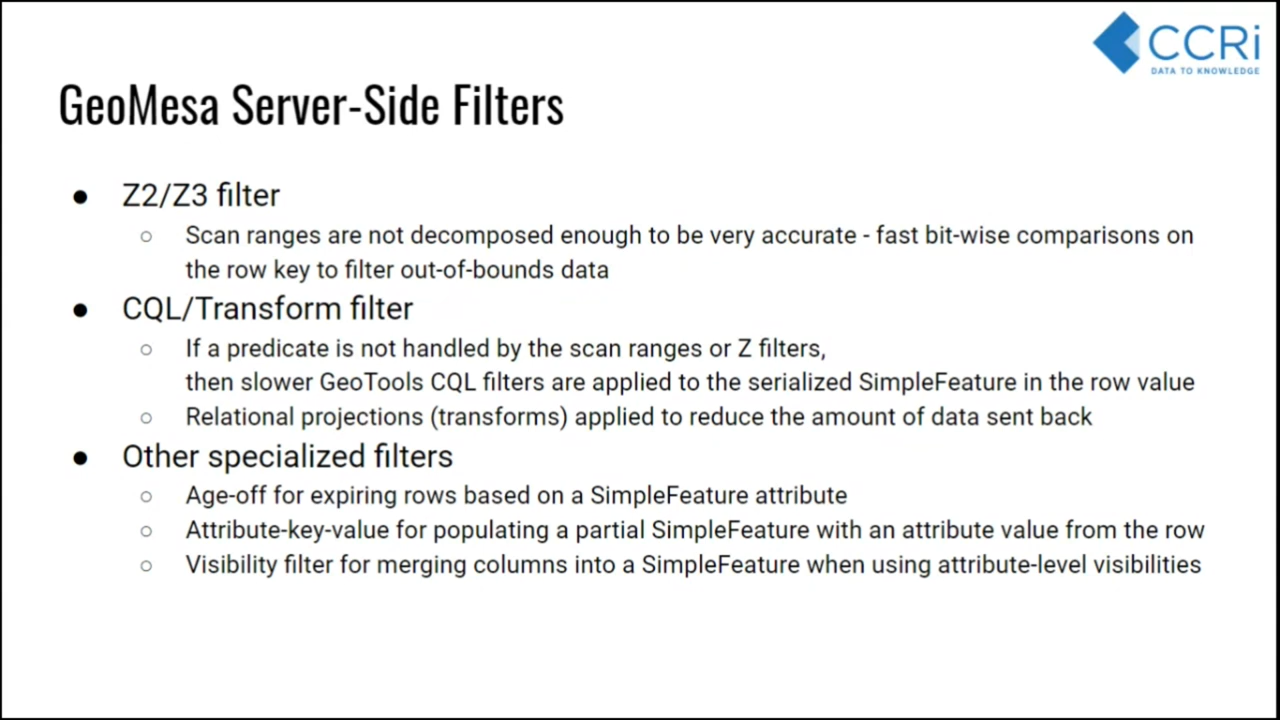 CCRi
DATA TO KNOWLEDGE
GeoMesa Server-Side Filters
● Z2/Z3 filter
○ Scan ranges are not decomposed enough to be very accurate - fast bit-wise comparisons on
the row key to filter out-of-bounds data
● CQL/Transform filter
○ If a predicate is not handled by the scan ranges or Z filters,
then slower GeoTools CQL filters are applied to the serialized SimpleFeature in the row value
○ Relational projections (transforms) applied to reduce the amount of data sent back
● Other specialized filters
○ Age-off for expiring rows based on a SimpleFeature attribute
○ Attribute-key-value for populating a partial SimpleFeature with an attribute value from the row
○ Visibility filter for merging columns into a SimpleFeature when using attribute-level visibilities